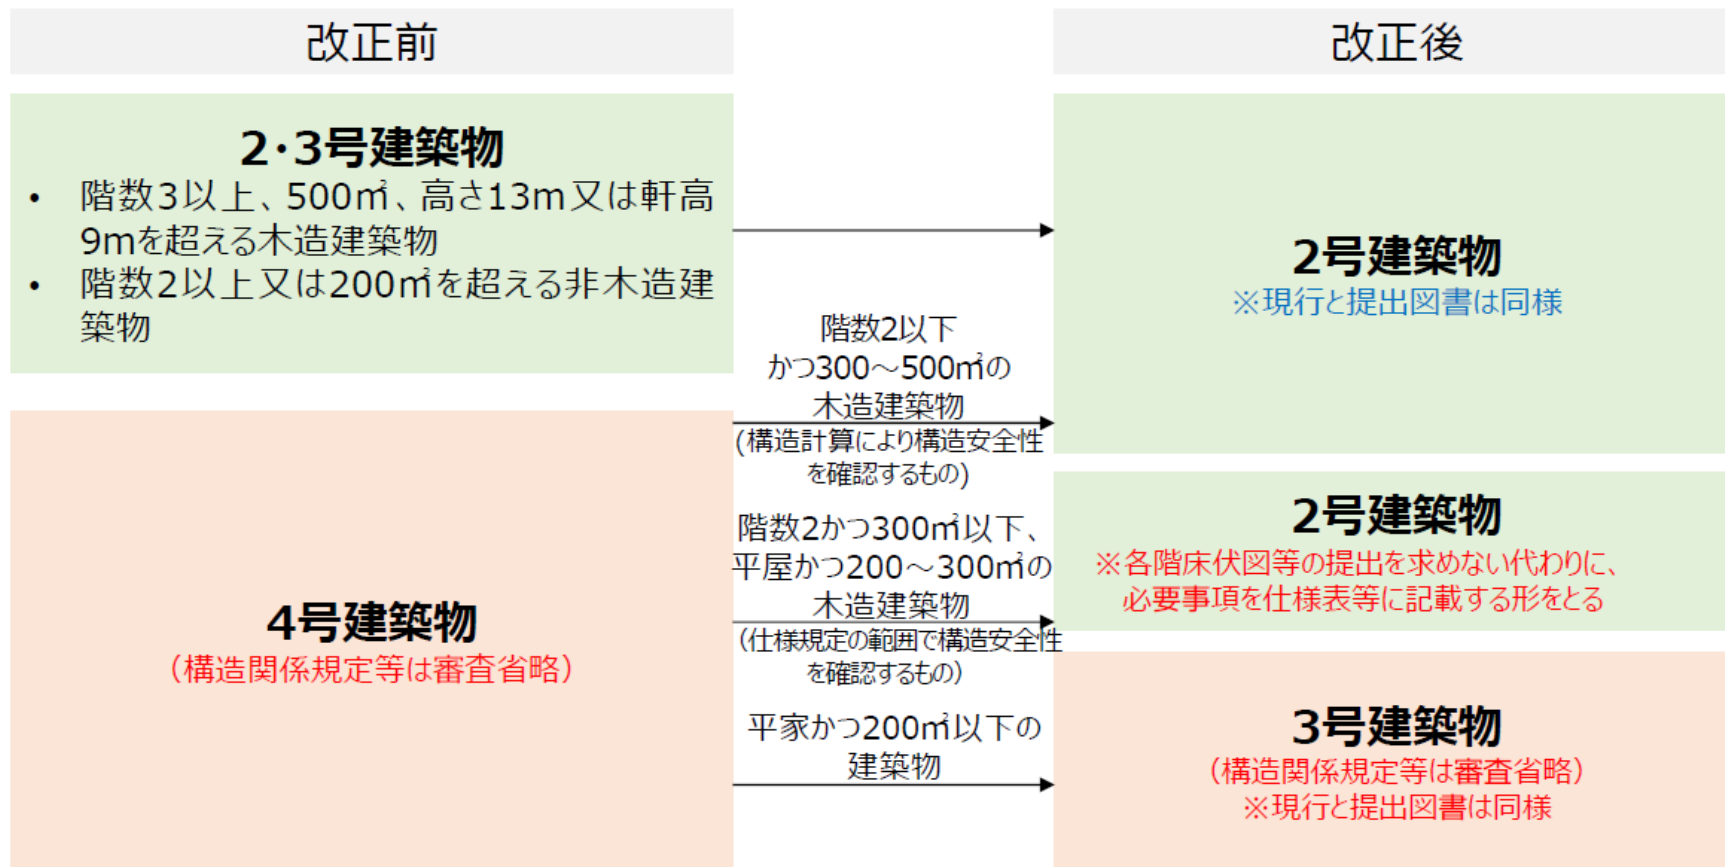 改正前
改正後
2・3号建築物
• 階数3以上、500㎡、高さ13m又は軒高
9mを超える木造建築物
• 階数2以上又は200㎡を超える非木造建
築物
4号建築物
（構造関係規定等は審査省略）
階数2以下
かつ300～500㎡の
木造建築物
(構造計算により構造安全性
を確認するもの)
階数2かつ300㎡以下、
平屋かつ200～300㎡の
木造建築物
（仕様規定の範囲で構造安全性
を確認するもの）
平家かつ200㎡以下の
建築物
2号建築物
※現行と提出図書は同様
2号建築物
※各階床伏図等の提出を求めない代わりに、
必要事項を仕様表等に記載する形をとる
3号建築物
（構造関係規定等は審査省略）
※現行と提出図書は同様